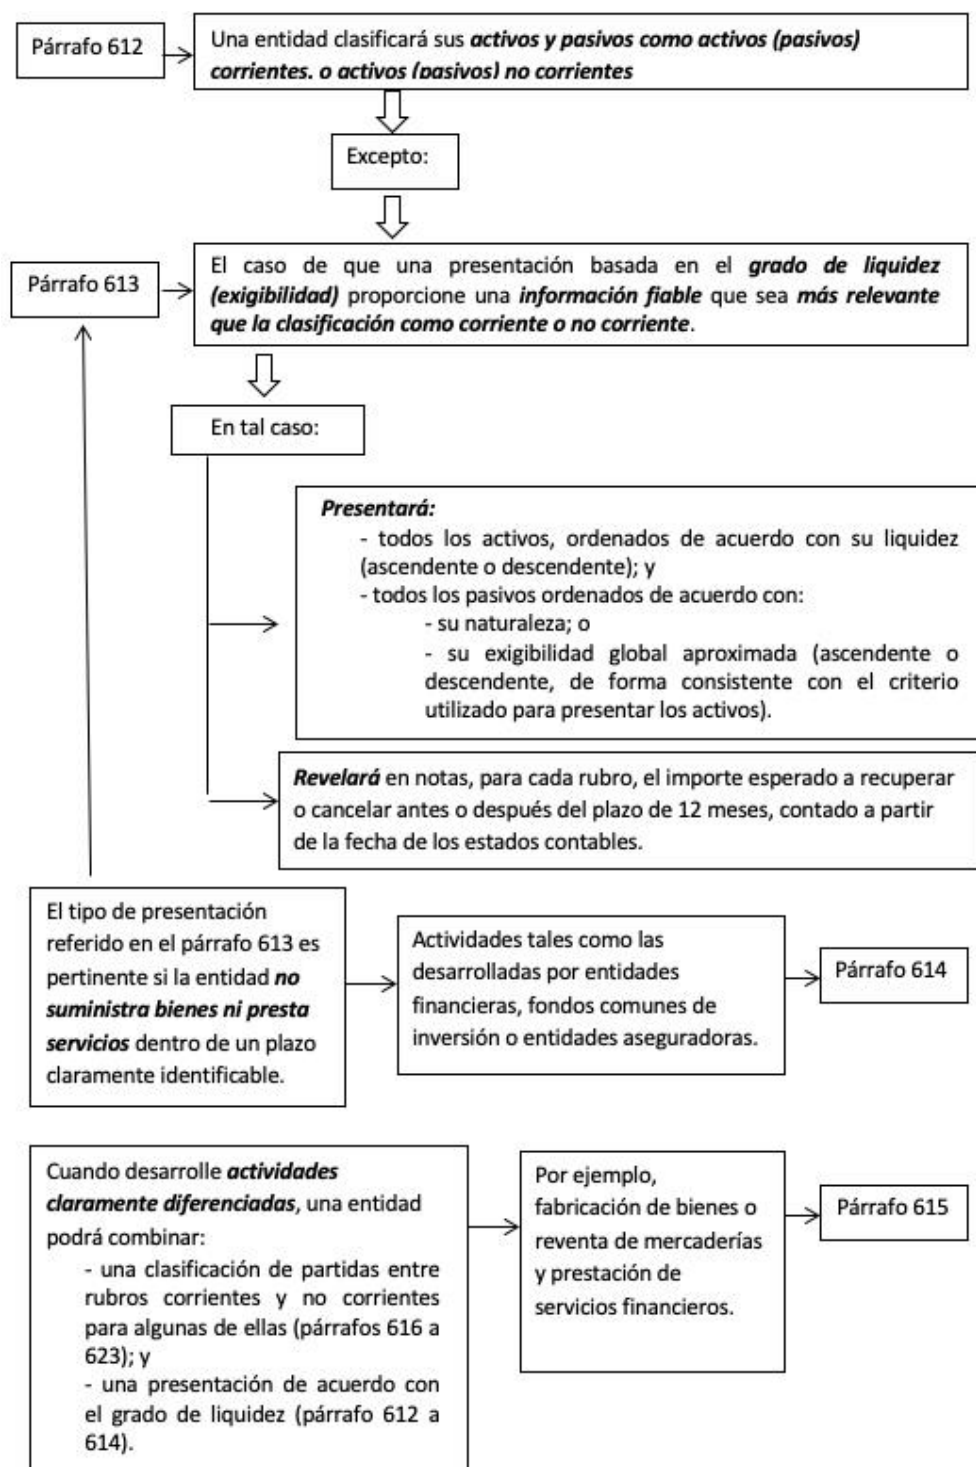 Párrafo 612
Una entidad clasificará sus activos y pasivos como activos (pasivos)
corrientes. o activos (pasivos) no corrientes
Excepto:
Párrafo 613
El caso de que una presentación basada en el grado de liquidez
(exigibilidad) proporcione una información fiable que sea más relevante
que la clasificación como corriente o no corriente.
En tal caso:
Presentará:
- todos los activos, ordenados de acuerdo con su liquidez
(ascendente o descendente); y
- todos los pasivos ordenados de acuerdo con:
- su naturaleza; o
- su exigibilidad global aproximada (ascendente o
descendente, de forma consistente con el criterio
utilizado para presentar los activos).
Revelará en notas, para cada rubro, el importe esperado a recuperar
o cancelar antes o después del plazo de 12 meses, contado a partir
de la fecha de los estados contables.
El tipo de presentación
referido en el párrafo 613 es
pertinente si la entidad no
suministra bienes ni presta
servicios dentro de un plazo
claramente identificable.
Actividades tales como las
desarrolladas por entidades
financieras, fondos comunes de
inversión o entidades aseguradoras.
Párrafo 614
Cuando desarrolle actividades
claramente diferenciadas, una entidad
podrá combinar:
- una clasificación de partidas entre
rubros corrientes y no corrientes
para algunas de ellas (párrafos 616 a
623); y
- una presentación de acuerdo con
el grado de liquidez (párrafo 612 a
614).
Por ejemplo,
fabricación de bienes o
reventa de mercaderías
y prestación de
servicios financieros.
Párrafo 615